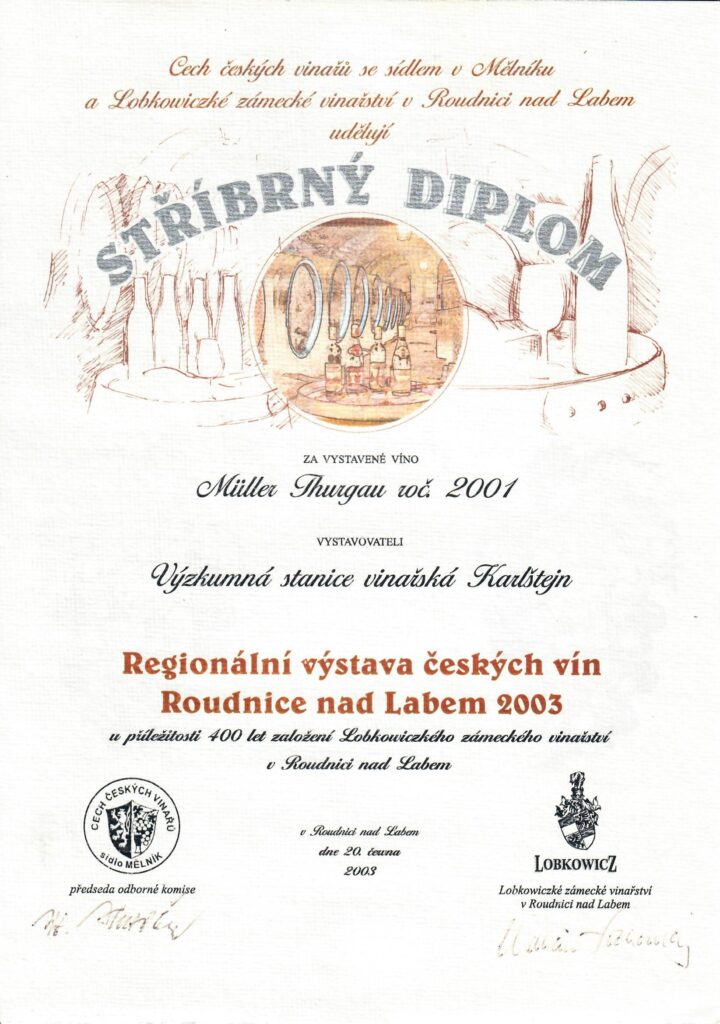 Cech českých vinařů se sídlem v Mělníku
a Lobkowiczké zámecké vinařství v Roudnici nad Labem
udělují
STŘÍBRNÝ DIPLOM
ZA VYSTAVENÉ VÍNO
Müller Thurgau roč. 2001
VYSTAVOVATELI
Výzkumná stanice vinařská Karlštejn
Regionální výstava českých vín
Roudnice nad Labem 2003
u příležitosti 400 let založení Lobkowiczkého zámeckého vinařství
v Roudnici nad Labem
CECH ČESKÝCH VINAŘŮ
sídlo MĚLNÍK
předseda odborné komise
v Roudnici nad Labem
dne 20. června
2003
LOBKOWICZ
Lobkowiczké zámecké vinařství
v Roudnici nad Labem